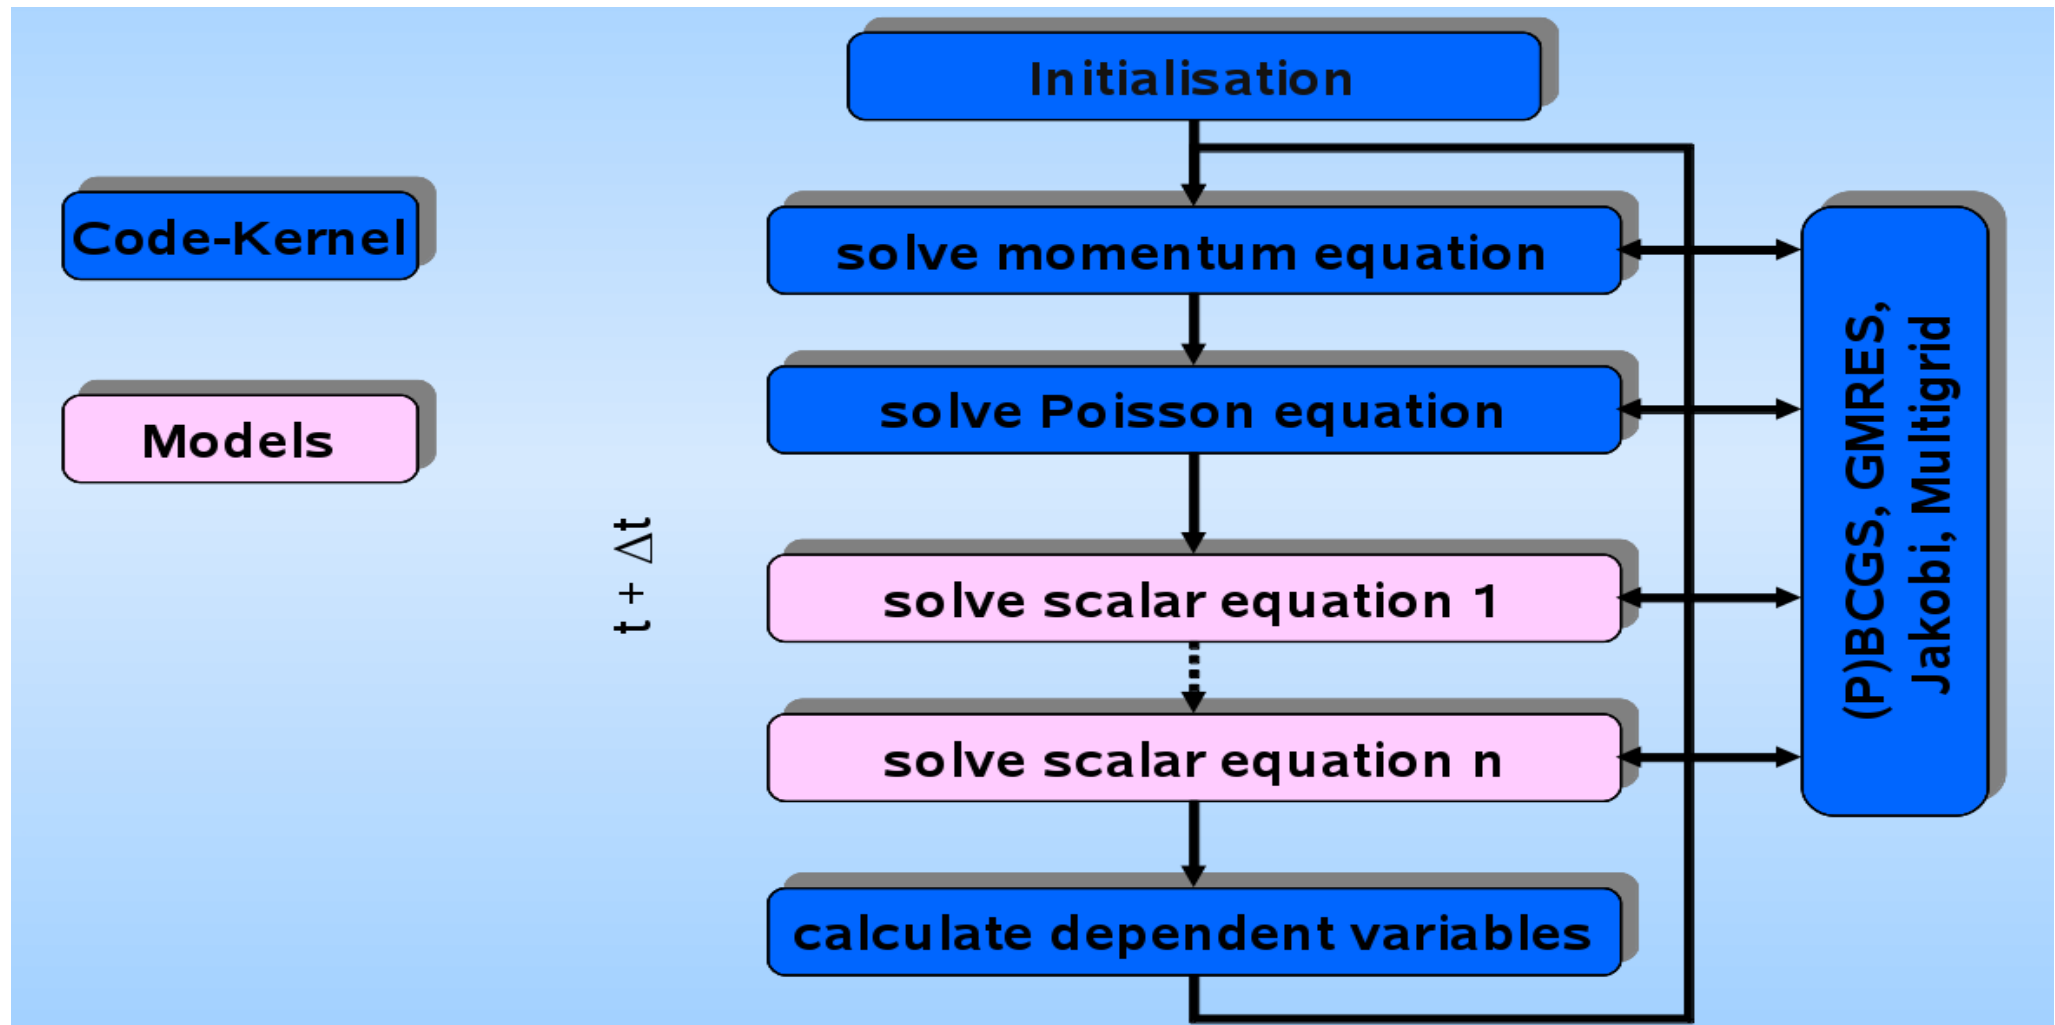 Initialisation
Code-Kernel
solve momentum equation
solve Poisson equation
Models
t + Δt
solve scalar equation 1
solve scalar equation n
calculate dependent variables
(P)BCGS, GMRES,
Jakobi, Multigrid